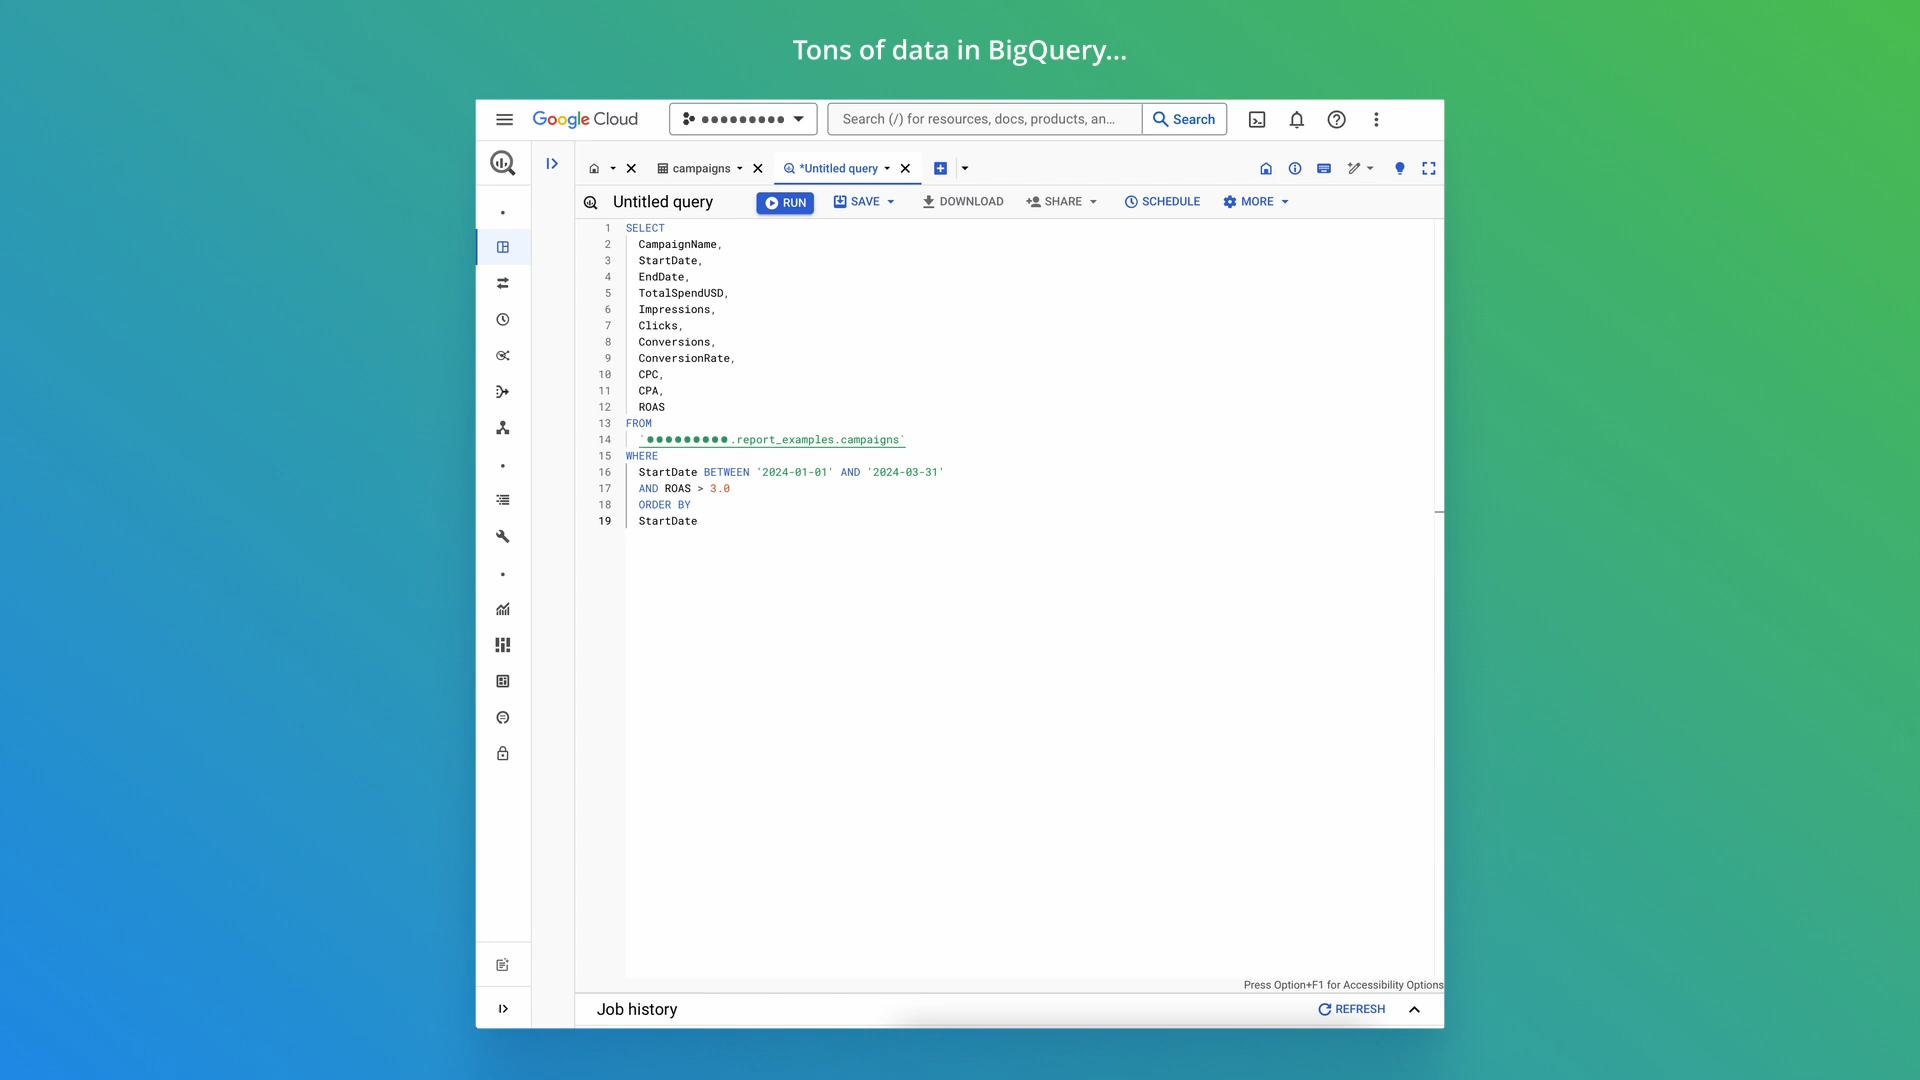 Tons of data in BigQuery...
Google Cloud
●●●●●●●●●
Search (/) for resources, docs, products, an...
Search
campaigns
*Untitled query
Untitled query
RUN
SAVE
DOWNLOAD
SHARE
SCHEDULE
MORE
1 SELECT
2 CampaignName,
3 StartDate,
4 EndDate,
5 TotalSpendUSD,
6 Impressions,
7 Clicks,
8 Conversions,
9 ConversionRate,
10 CPC,
11 CPA,
12 ROAS
13 FROM
14 `●●●●●●●●●.report_examples.campaigns`
15 WHERE
16 StartDate BETWEEN '2024-01-01' AND '2024-03-31'
17 AND ROAS > 3.0
18 ORDER BY
19 StartDate
Press Option+F1 for Accessibility Options
Job history
REFRESH